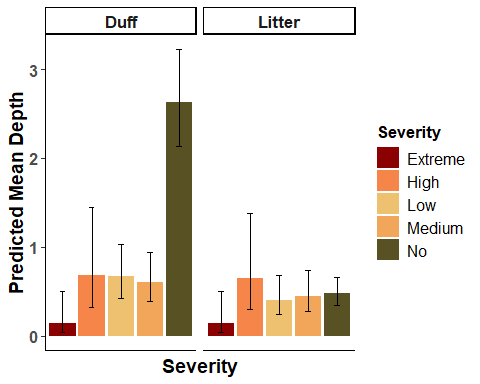 Duff
Litter
Predicted Mean Depth
3
2
1
0
Severity
Severity
Extreme
High
Low
Medium
No